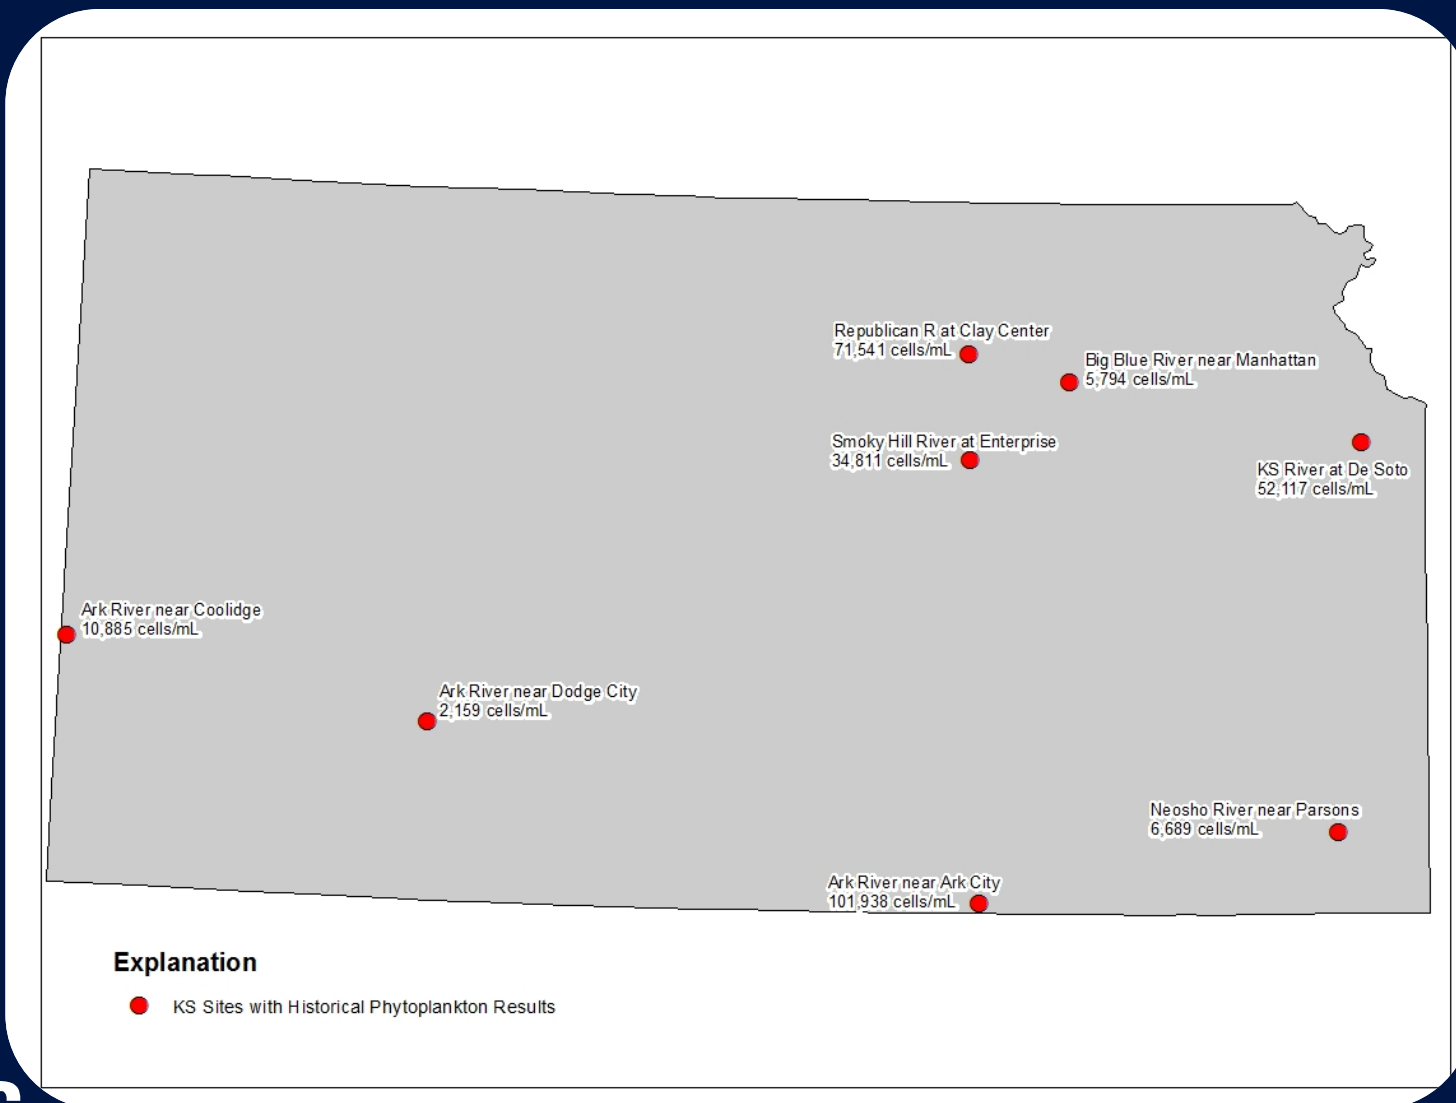 Republican R at Clay Center
71,541 cells/mL
Big Blue River near Manhattan
5,794 cells/mL
Smoky Hill River at Enterprise
34,811 cells/mL
KS River at De Soto
52,117 cells/mL
Ark River near Coolidge
10,885 cells/mL
Ark River near Dodge City
2,159 cells/mL
Neosho River near Parsons
6,689 cells/mL
Ark River near Ark City
101,938 cells/mL
Explanation
KS Sites with Historical Phytoplankton Results